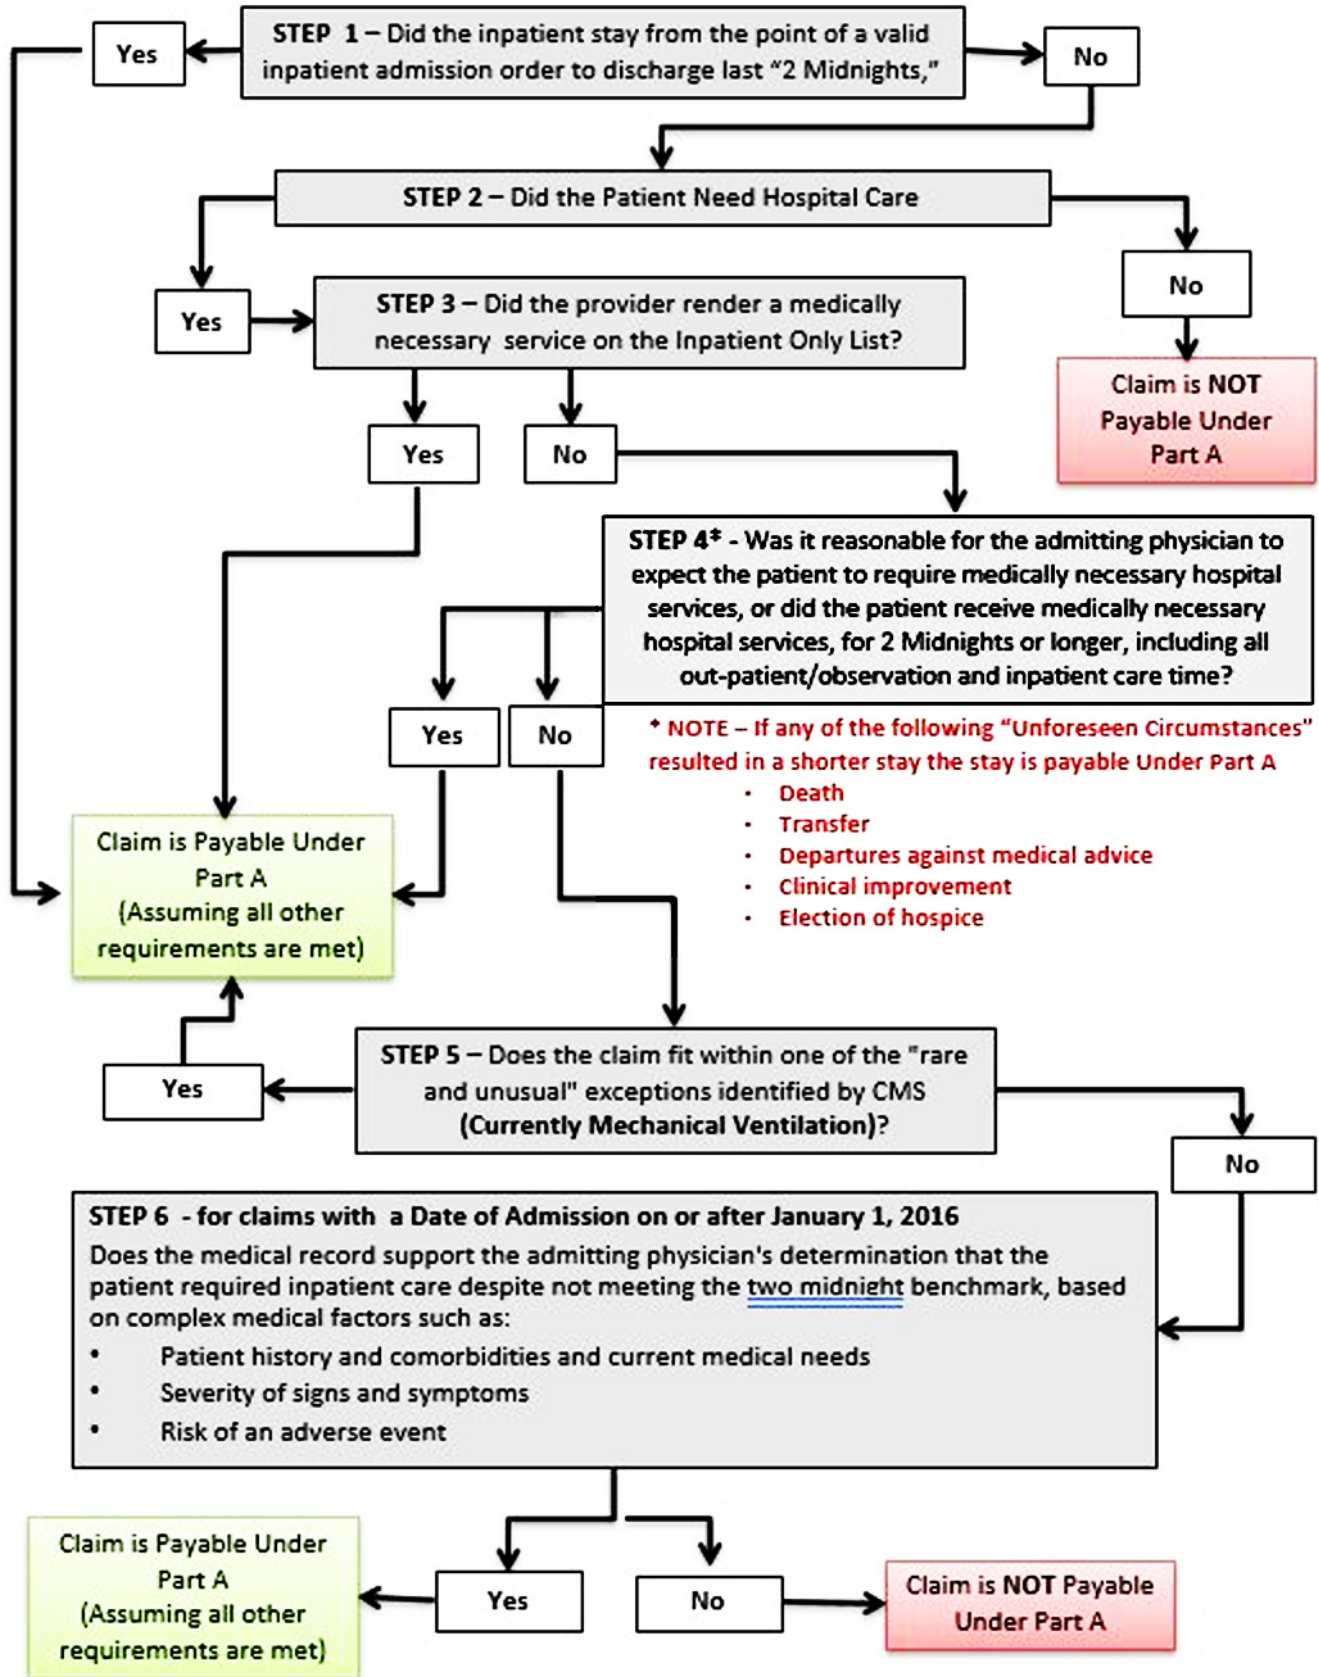 STEP 1 – Did the inpatient stay from the point of a valid
inpatient admission order to discharge last “2 Midnights,”
Yes
No
STEP 2 – Did the Patient Need Hospital Care
Yes
No
STEP 3 – Did the provider render a medically
necessary service on the Inpatient Only List?
Claim is NOT
Payable Under
Part A
Yes
No
STEP 4* - Was it reasonable for the admitting physician to
expect the patient to require medically necessary hospital
services, or did the patient receive medically necessary
hospital services, for 2 Midnights or longer, including all
out-patient/observation and inpatient care time?
Yes
No
* NOTE – If any of the following “Unforeseen Circumstances”
resulted in a shorter stay the stay is payable Under Part A
• Death
• Transfer
• Departures against medical advice
• Clinical improvement
• Election of hospice
Claim is Payable Under
Part A
(Assuming all other
requirements are met)
STEP 5 – Does the claim fit within one of the "rare
and unusual" exceptions identified by CMS
(Currently Mechanical Ventilation)?
Yes
No
STEP 6 - for claims with a Date of Admission on or after January 1, 2016
Does the medical record support the admitting physician's determination that the
patient required inpatient care despite not meeting the two midnight benchmark, based
on complex medical factors such as:
• Patient history and comorbidities and current medical needs
• Severity of signs and symptoms
• Risk of an adverse event
Claim is Payable Under
Part A
(Assuming all other
requirements are met)
Yes
No
Claim is NOT Payable
Under Part A